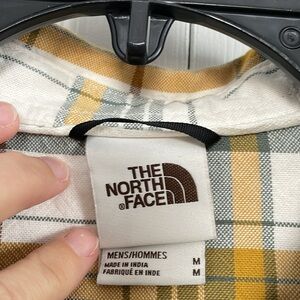 THE
NORTH
®FACE
MENS/HOMMES M
MADE IN INDIA
FABRIQUÉ EN INDE M